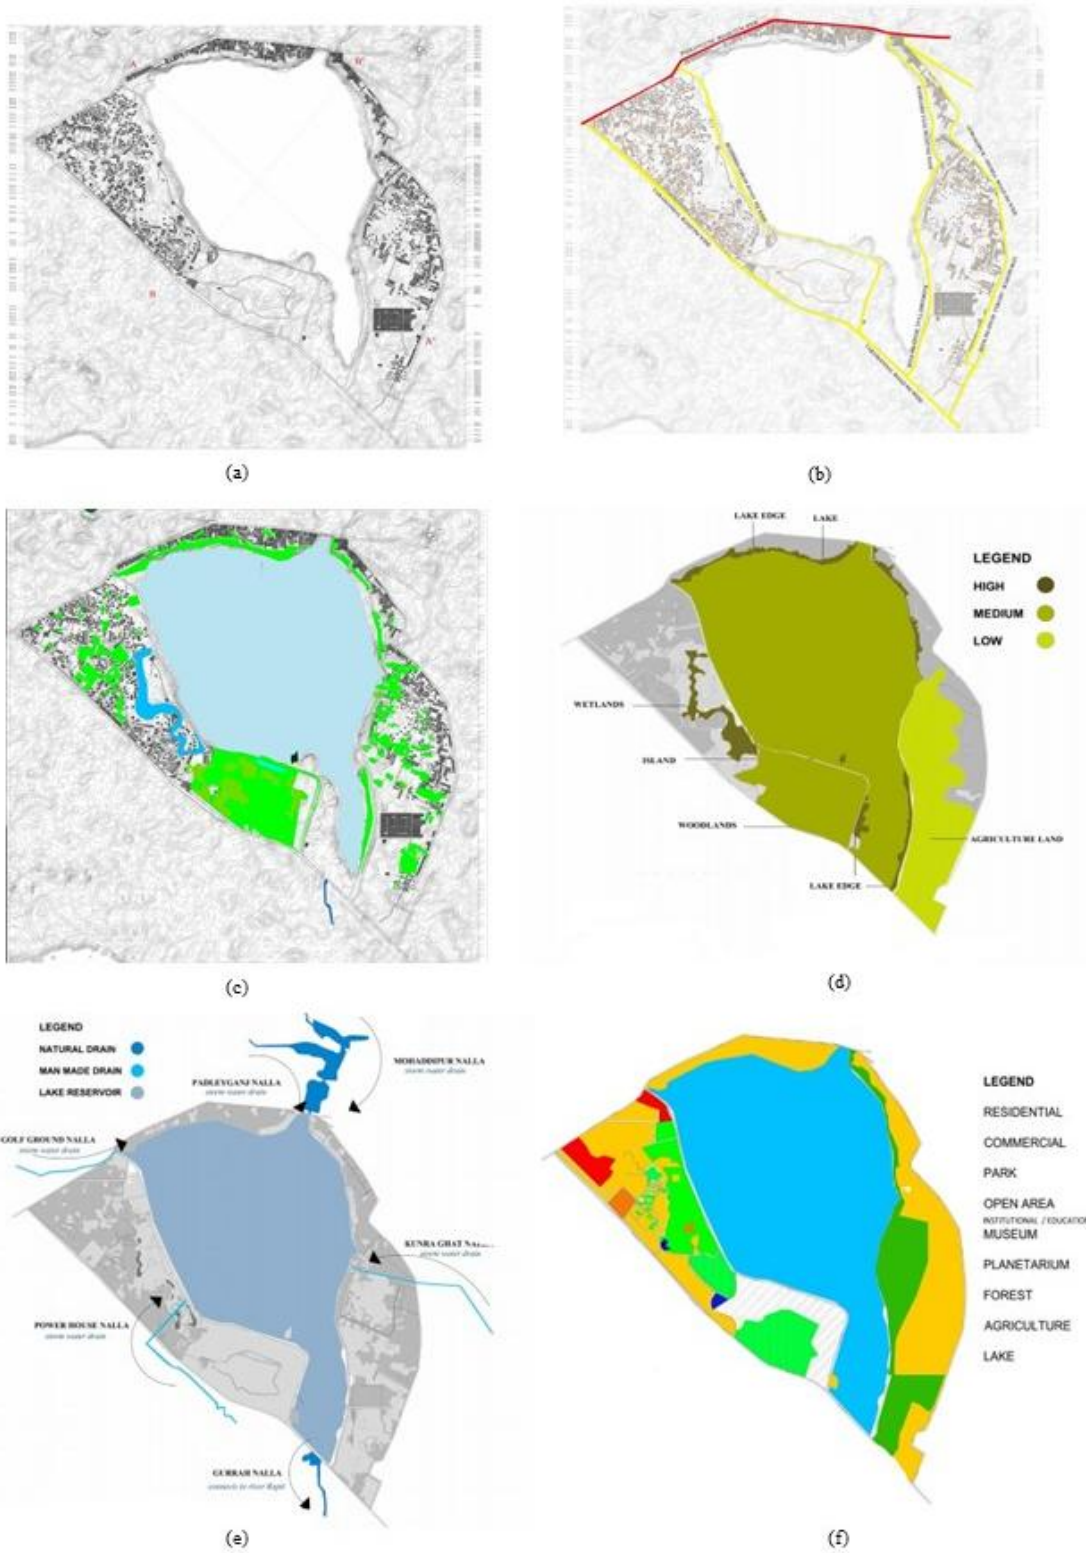 A
B'
B
A'
(a)
(b)
(c)
LAKE EDGE
LAKE
LEGEND
HIGH
MEDIUM
LOW
WETLANDS
ISLAND
WOODLANDS
AGRICULTURE LAND
LAKE EDGE
(d)
LEGEND
NATURAL DRAIN
MAN MADE DRAIN
LAKE RESERVOIR
MOHADDIPUR NALLA
storm water drain
PADLEYGANJ NALLA
storm water drain
GOLF GROUND NALLA
storm water drain
KUNRA GHAT NA...
storm water drain
POWER HOUSE NALLA
storm water drain
GURRAH NALLA
connects to river Rapti
(e)
LEGEND
RESIDENTIAL
COMMERCIAL
PARK
OPEN AREA
INSTITUTIONAL / EDUCATION
MUSEUM
PLANETARIUM
FOREST
AGRICULTURE
LAKE
(f)